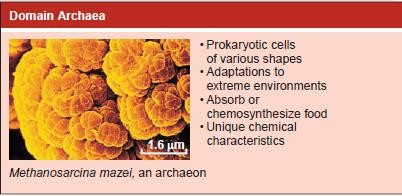 Domain Archaea
• Prokaryotic cells
of various shapes
• Adaptations to
extreme environments
• Absorb or
chemosynthesize food
• Unique chemical
characteristics
1.6 μm
Methanosarcina mazei, an archaeon